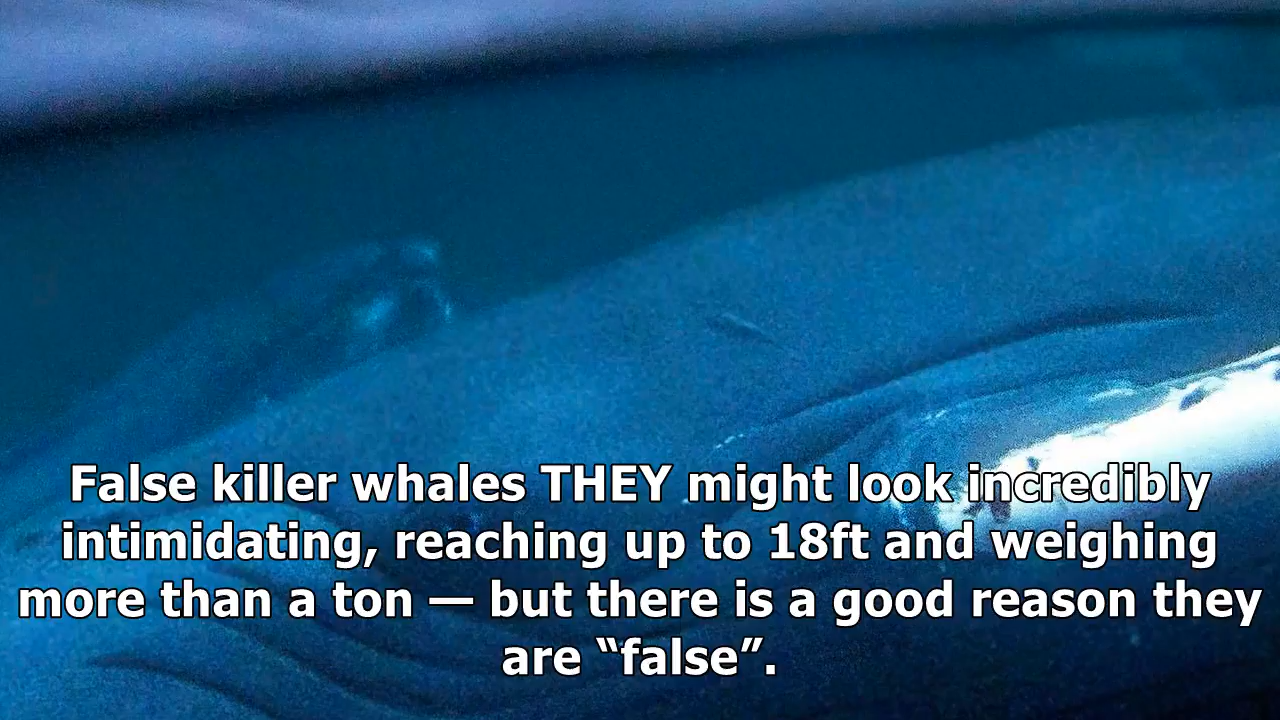 False killer whales THEY might look incredibly
intimidating, reaching up to 18ft and weighing
more than a ton — but there is a good reason they
are “false”.